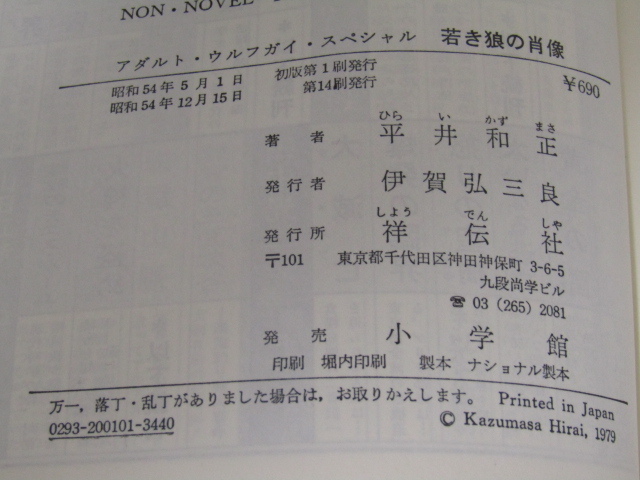 NON・NOVEL
アダルト・ウルフガイ・スペシャル 若き狼の肖像
¥690
昭和54年5月1日 初版第1刷発行
昭和54年12月15日 第14刷発行
ひら い かず まさ
著者 平井和正
発行者 伊賀弘三良
しよう でん しや
発行所 祥伝社
〒101 東京都千代田区神田神保町 3-6-5
九段尚学ビル
☎ 03 (265) 2081
発売 小学館
印刷 堀内印刷 製本 ナショナル製本
万一,落丁・乱丁がありました場合は,お取りかえします。 Printed in Japan
0293-200101-3440 © Kazumasa Hirai, 1979